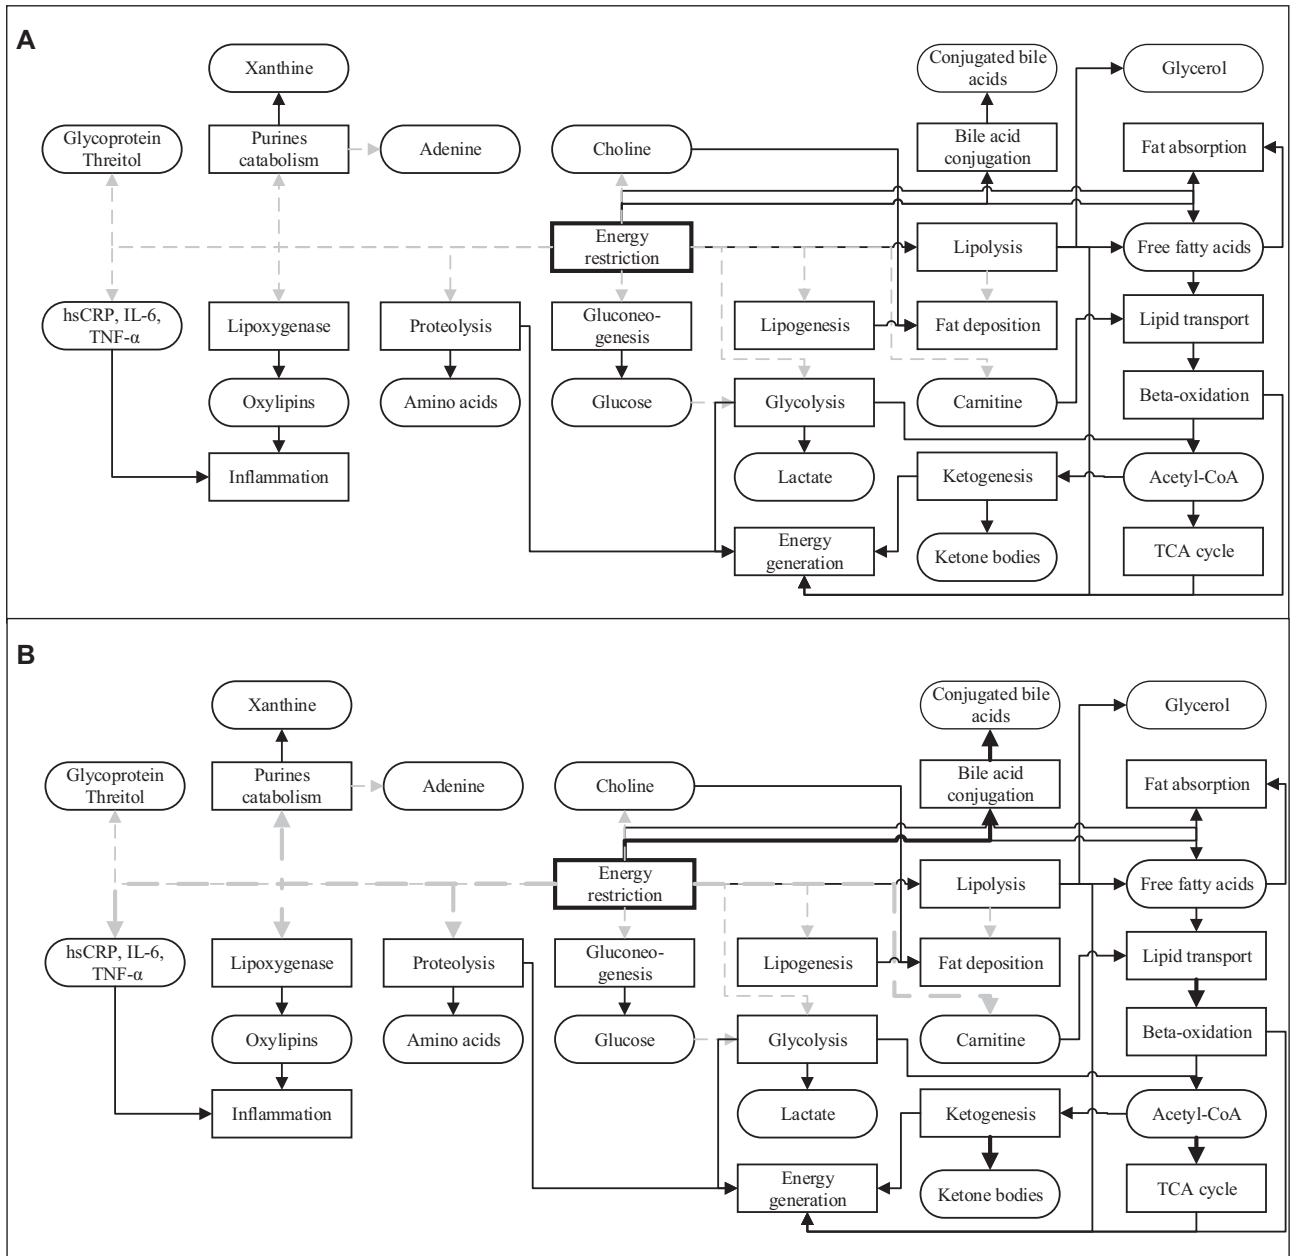 A
Xanthine
Conjugated bile
acids
Glycerol
Glycoprotein
Threitol
Purines
catabolism
Adenine
Choline
Bile acid
conjugation
Fat absorption
Energy
restriction
Lipolysis
Free fatty acids
hsCRP, IL-6,
TNF-α
Lipoxygenase
Proteolysis
Gluconeo-
genesis
Lipogenesis
Fat deposition
Lipid transport
Oxylipins
Amino acids
Glucose
Glycolysis
Carnitine
Beta-oxidation
Inflammation
Lactate
Ketogenesis
Acetyl-CoA
Energy
generation
Ketone bodies
TCA cycle
B
Xanthine
Conjugated bile
acids
Glycerol
Glycoprotein
Threitol
Purines
catabolism
Adenine
Choline
Bile acid
conjugation
Fat absorption
Energy
restriction
Lipolysis
Free fatty acids
hsCRP, IL-6,
TNF-α
Lipoxygenase
Proteolysis
Gluconeo-
genesis
Lipogenesis
Fat deposition
Lipid transport
Oxylipins
Amino acids
Glucose
Glycolysis
Carnitine
Beta-oxidation
Inflammation
Lactate
Ketogenesis
Acetyl-CoA
Energy
generation
Ketone bodies
TCA cycle